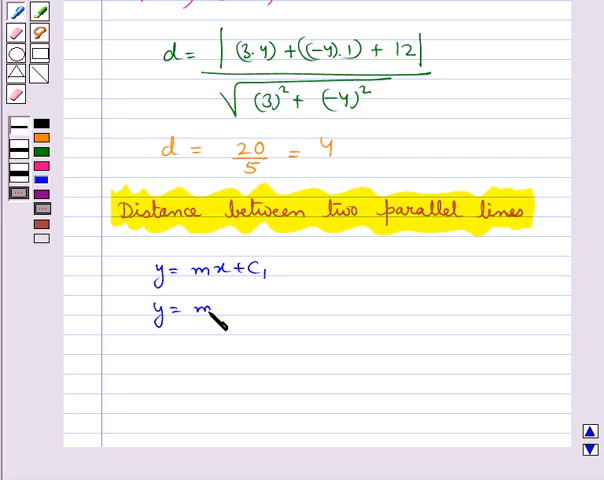 d = | (3.4) + ((-4).1) + 12 |
√ (3)² + (-4)²
d = 20/5 = 4
Distance between two parallel lines
y = mx + C₁
y = m